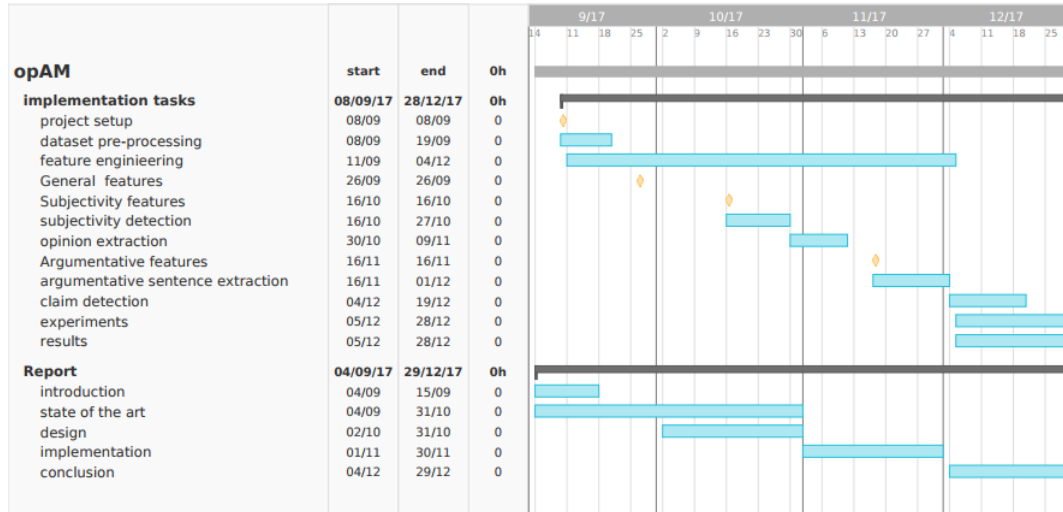 9/17 10/17 11/17 12/17
14 11 18 25 2 9 16 23 30 6 13 20 27 4 11 18 25
opAM start end 0h
implementation tasks 08/09/17 28/12/17 0h
project setup 08/09 08/09 0
dataset pre-processing 08/09 19/09 0
feature enginieering 11/09 04/12 0
General features 26/09 26/09 0
Subjectivity features 16/10 16/10 0
subjectivity detection 16/10 27/10 0
opinion extraction 30/10 09/11 0
Argumentative features 16/11 16/11 0
argumentative sentence extraction 16/11 01/12 0
claim detection 04/12 19/12 0
experiments 05/12 28/12 0
results 05/12 28/12 0
Report 04/09/17 29/12/17 0h
introduction 04/09 15/09 0
state of the art 04/09 31/10 0
design 02/10 31/10 0
implementation 01/11 30/11 0
conclusion 04/12 29/12 0